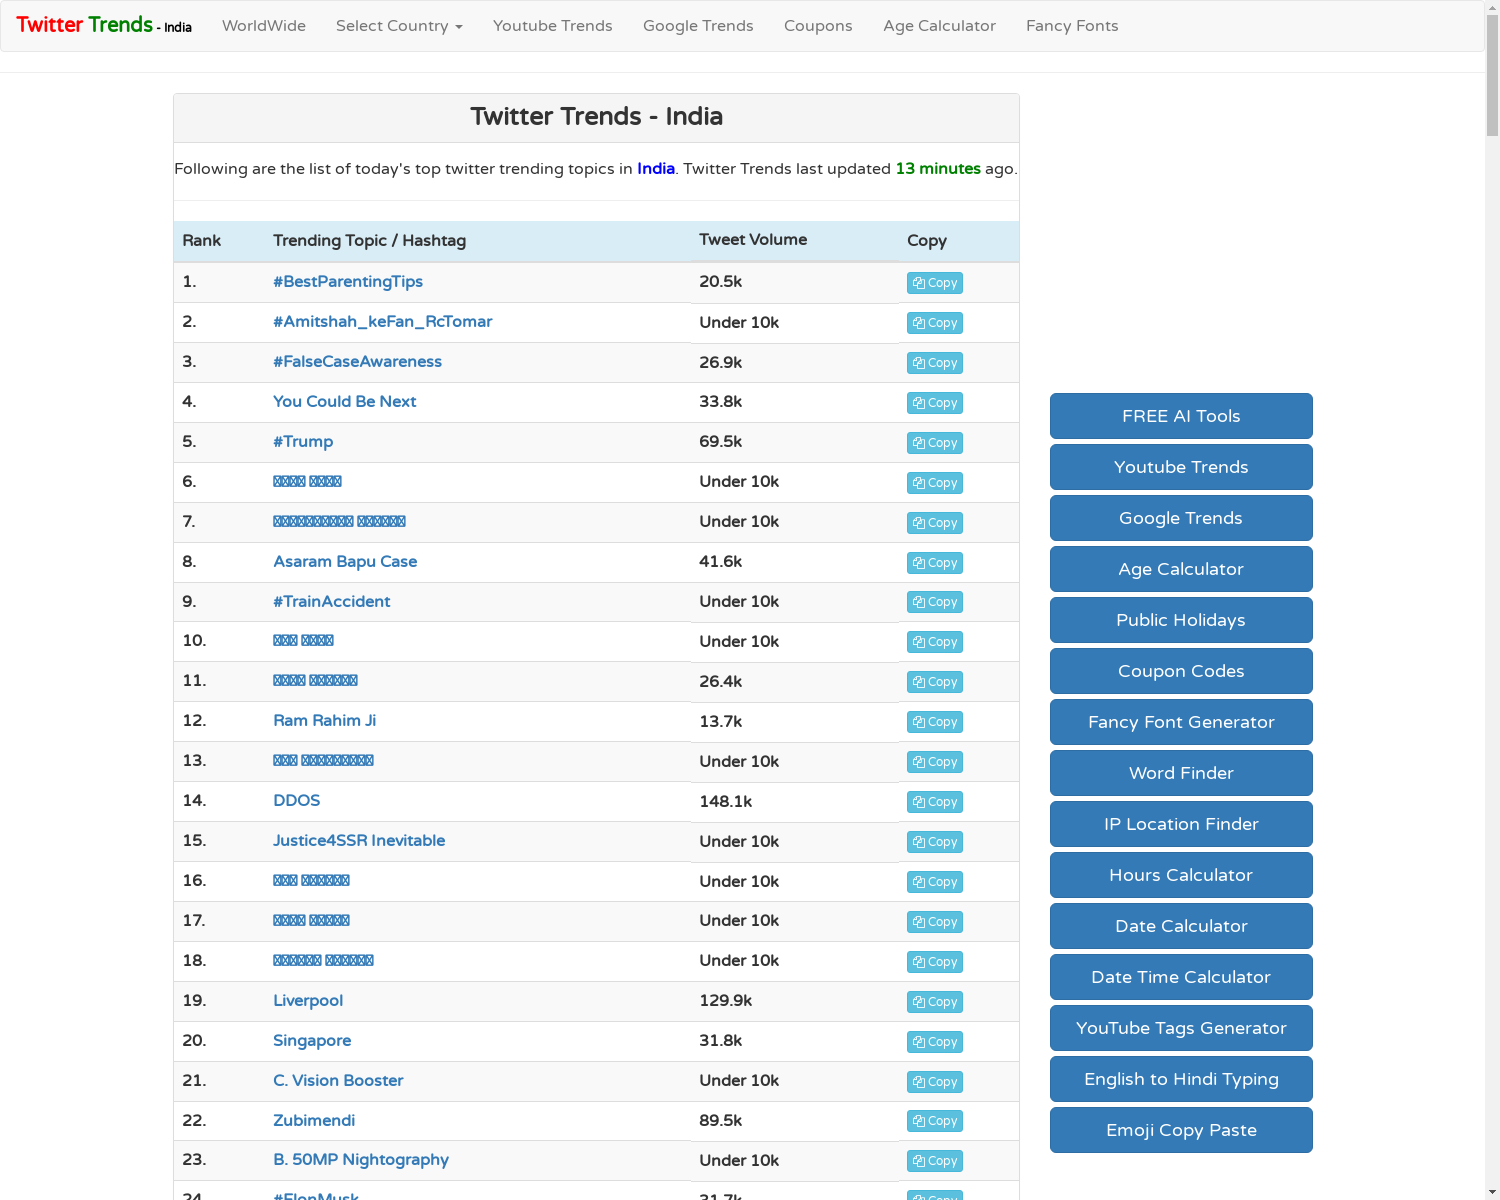 Twitter Trends - India WorldWide Select Country Youtube Trends Google Trends Coupons Age Calculator Fancy Fonts
Twitter Trends - India
Following are the list of today's top twitter trending topics in India. Twitter Trends last updated 13 minutes ago.
Rank Trending Topic / Hashtag Tweet Volume Copy
1. #BestParentingTips 20.5k Copy
2. #Amitshah_keFan_RcTomar Under 10k Copy
3. #FalseCaseAwareness 26.9k Copy
4. You Could Be Next 33.8k Copy
5. #Trump 69.5k Copy
6. Under 10k Copy
7. Under 10k Copy
8. Asaram Bapu Case 41.6k Copy
9. #TrainAccident Under 10k Copy
10. Under 10k Copy
11. 26.4k Copy
12. Ram Rahim Ji 13.7k Copy
13. Under 10k Copy
14. DDOS 148.1k Copy
15. Justice4SSR Inevitable Under 10k Copy
16. Under 10k Copy
17. Under 10k Copy
18. Under 10k Copy
19. Liverpool 129.9k Copy
20. Singapore 31.8k Copy
21. C. Vision Booster Under 10k Copy
22. Zubimendi 89.5k Copy
23. B. 50MP Nightography Under 10k Copy
24. #ElonMusk 31.7k Copy
FREE AI Tools
Youtube Trends
Google Trends
Age Calculator
Public Holidays
Coupon Codes
Fancy Font Generator
Word Finder
IP Location Finder
Hours Calculator
Date Calculator
Date Time Calculator
YouTube Tags Generator
English to Hindi Typing
Emoji Copy Paste